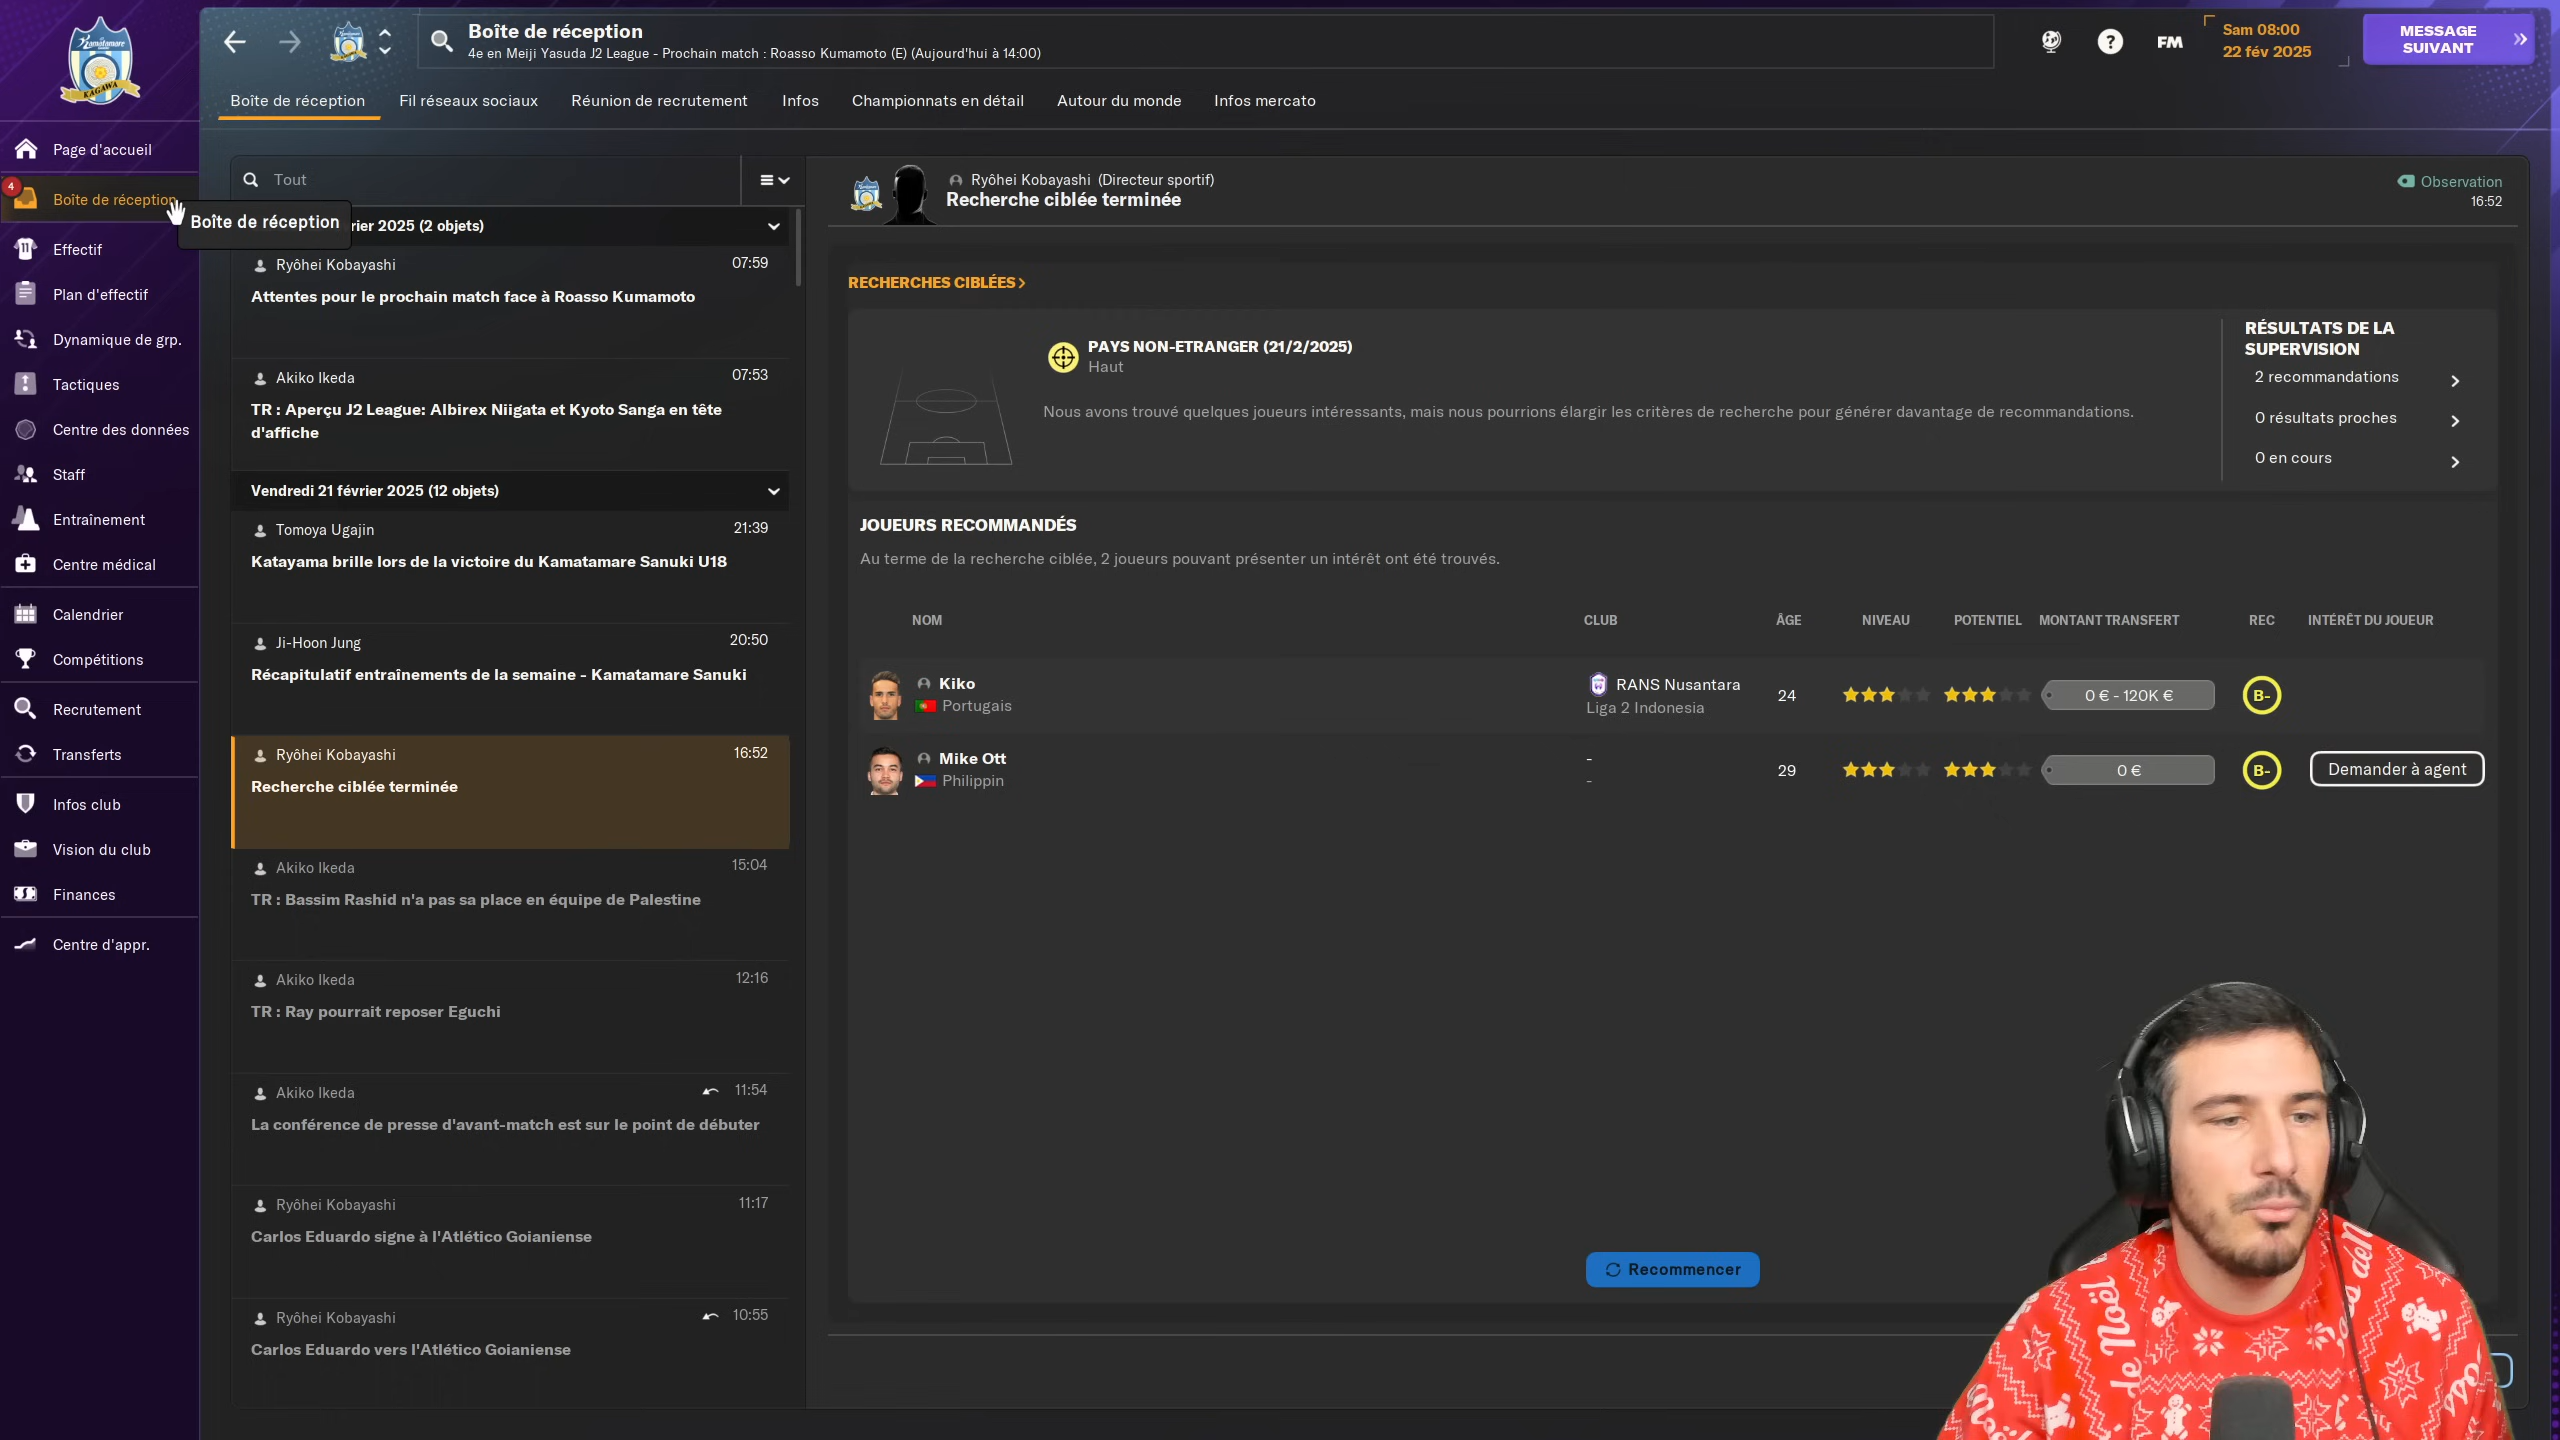 KAGAWA
Boîte de réception
4e en Meiji Yasuda J2 League - Prochain match : Roasso Kumamoto (E) (Aujourd'hui à 14:00)
FM
Sam 08:00
22 fév 2025
MESSAGE
SUIVANT
Boîte de réception
Fil réseaux sociaux
Réunion de recrutement
Infos
Championnats en détail
Autour du monde
Infos mercato
Page d'accueil
4
Boîte de réception
Boîte de réception
Effectif
Plan d'effectif
Dynamique de grp.
Tactiques
Centre des données
Staff
Entraînement
Centre médical
Calendrier
Compétitions
Recrutement
Transferts
Infos club
Vision du club
Finances
Centre d'appr.
Tout
rier 2025 (2 objets)
Ryôhei Kobayashi 07:59
Attentes pour le prochain match face à Roasso Kumamoto
Akiko Ikeda 07:53
TR : Aperçu J2 League: Albirex Niigata et Kyoto Sanga en tête
d'affiche
Vendredi 21 février 2025 (12 objets)
Tomoya Ugajin 21:39
Katayama brille lors de la victoire du Kamatamare Sanuki U18
Ji-Hoon Jung 20:50
Récapitulatif entraînements de la semaine - Kamatamare Sanuki
Ryôhei Kobayashi 16:52
Recherche ciblée terminée
Akiko Ikeda 15:04
TR : Bassim Rashid n'a pas sa place en équipe de Palestine
Akiko Ikeda 12:16
TR : Ray pourrait reposer Eguchi
Akiko Ikeda 11:54
La conférence de presse d'avant-match est sur le point de débuter
Ryôhei Kobayashi 11:17
Carlos Eduardo signe à l'Atlético Goianiense
Ryôhei Kobayashi 10:55
Carlos Eduardo vers l'Atlético Goianiense
Ryôhei Kobayashi (Directeur sportif)
Recherche ciblée terminée
Observation
16:52
RECHERCHES CIBLÉES
PAYS NON-ETRANGER (21/2/2025)
Haut
Nous avons trouvé quelques joueurs intéressants, mais nous pourrions élargir les critères de recherche pour générer davantage de recommandations.
RÉSULTATS DE LA
SUPERVISION
2 recommandations
0 résultats proches
0 en cours
JOUEURS RECOMMANDÉS
Au terme de la recherche ciblée, 2 joueurs pouvant présenter un intérêt ont été trouvés.
NOM CLUB ÂGE NIVEAU POTENTIEL MONTANT TRANSFERT REC INTÉRÊT DU JOUEUR
Kiko RANS Nusantara 24 0 € - 120K € B-
Portugais Liga 2 Indonesia
Mike Ott - 29 0 € B- Demander à agent
Philippin -
Recommencer